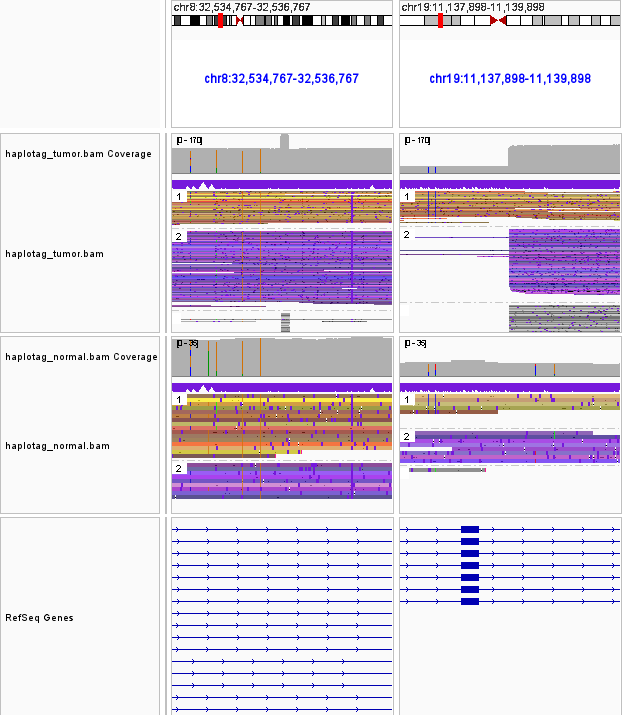 chr8:32,534,767-32,536,767
chr19:11,137,898-11,139,898
chr8:32,534,767-32,536,767
chr19:11,137,898-11,139,898
haplotag_tumor.bam Coverage
[0 - 170]
[0 - 170]
1
1
haplotag_tumor.bam
2
2
haplotag_normal.bam Coverage
[0 - 35]
[0 - 35]
1
1
haplotag_normal.bam
2
2
RefSeq Genes